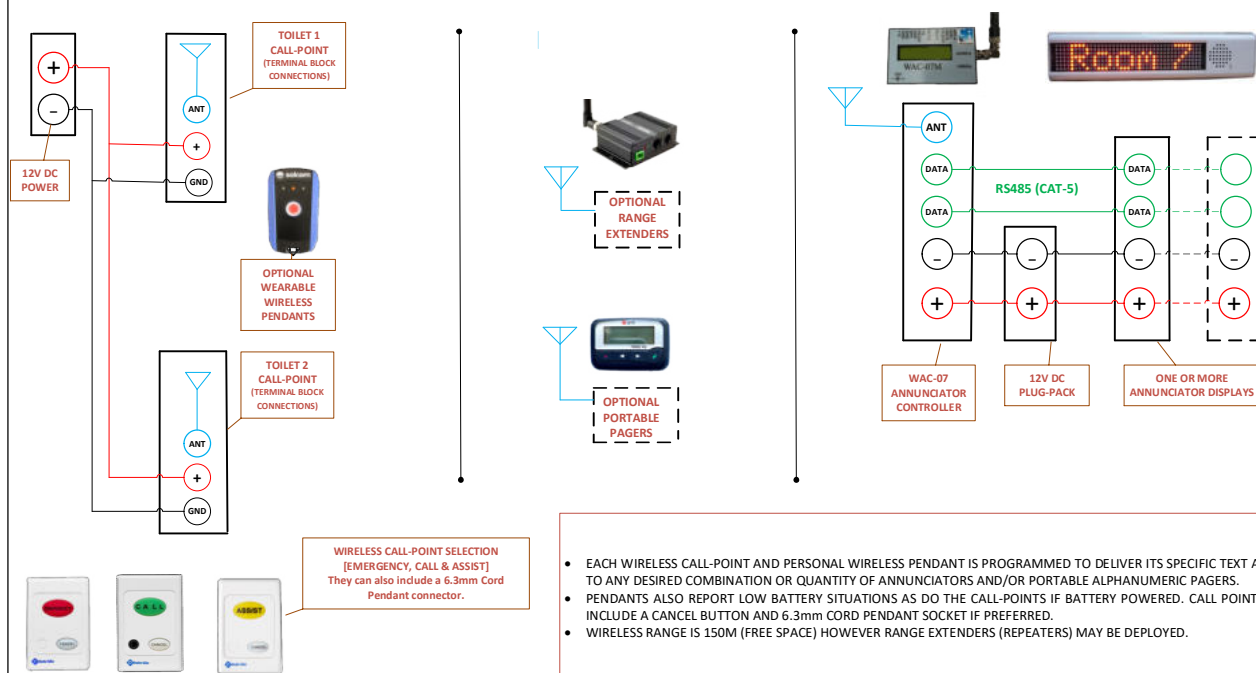 +
−
12V DC
POWER
TOILET 1
CALL-POINT
(TERMINAL BLOCK
CONNECTIONS)
ANT
+
GND
OPTIONAL
WEARABLE
WIRELESS
PENDANTS
TOILET 2
CALL-POINT
(TERMINAL BLOCK
CONNECTIONS)
ANT
+
GND
WIRELESS CALL-POINT SELECTION
[EMERGENCY, CALL & ASSIST]
They can also include a 6.3mm Cord
Pendant connector.
CALL
CANCEL
ASSIST
CANCEL
OPTIONAL
RANGE
EXTENDERS
OPTIONAL
PORTABLE
PAGERS
WAC-07M
Room 7
ANT
DATA
DATA
−
+
RS485 (CAT-5)
−
+
DATA
DATA
−
+
−
+
WAC-07
ANNUNCIATOR
CONTROLLER
12V DC
PLUG-PACK
ONE OR MORE
ANNUNCIATOR DISPLAYS
• EACH WIRELESS CALL-POINT AND PERSONAL WIRELESS PENDANT IS PROGRAMMED TO DELIVER ITS SPECIFIC TEXT A
TO ANY DESIRED COMBINATION OR QUANTITY OF ANNUNCIATORS AND/OR PORTABLE ALPHANUMERIC PAGERS.
• PENDANTS ALSO REPORT LOW BATTERY SITUATIONS AS DO THE CALL-POINTS IF BATTERY POWERED. CALL POINT
INCLUDE A CANCEL BUTTON AND 6.3mm CORD PENDANT SOCKET IF PREFERRED.
• WIRELESS RANGE IS 150M (FREE SPACE) HOWEVER RANGE EXTENDERS (REPEATERS) MAY BE DEPLOYED.